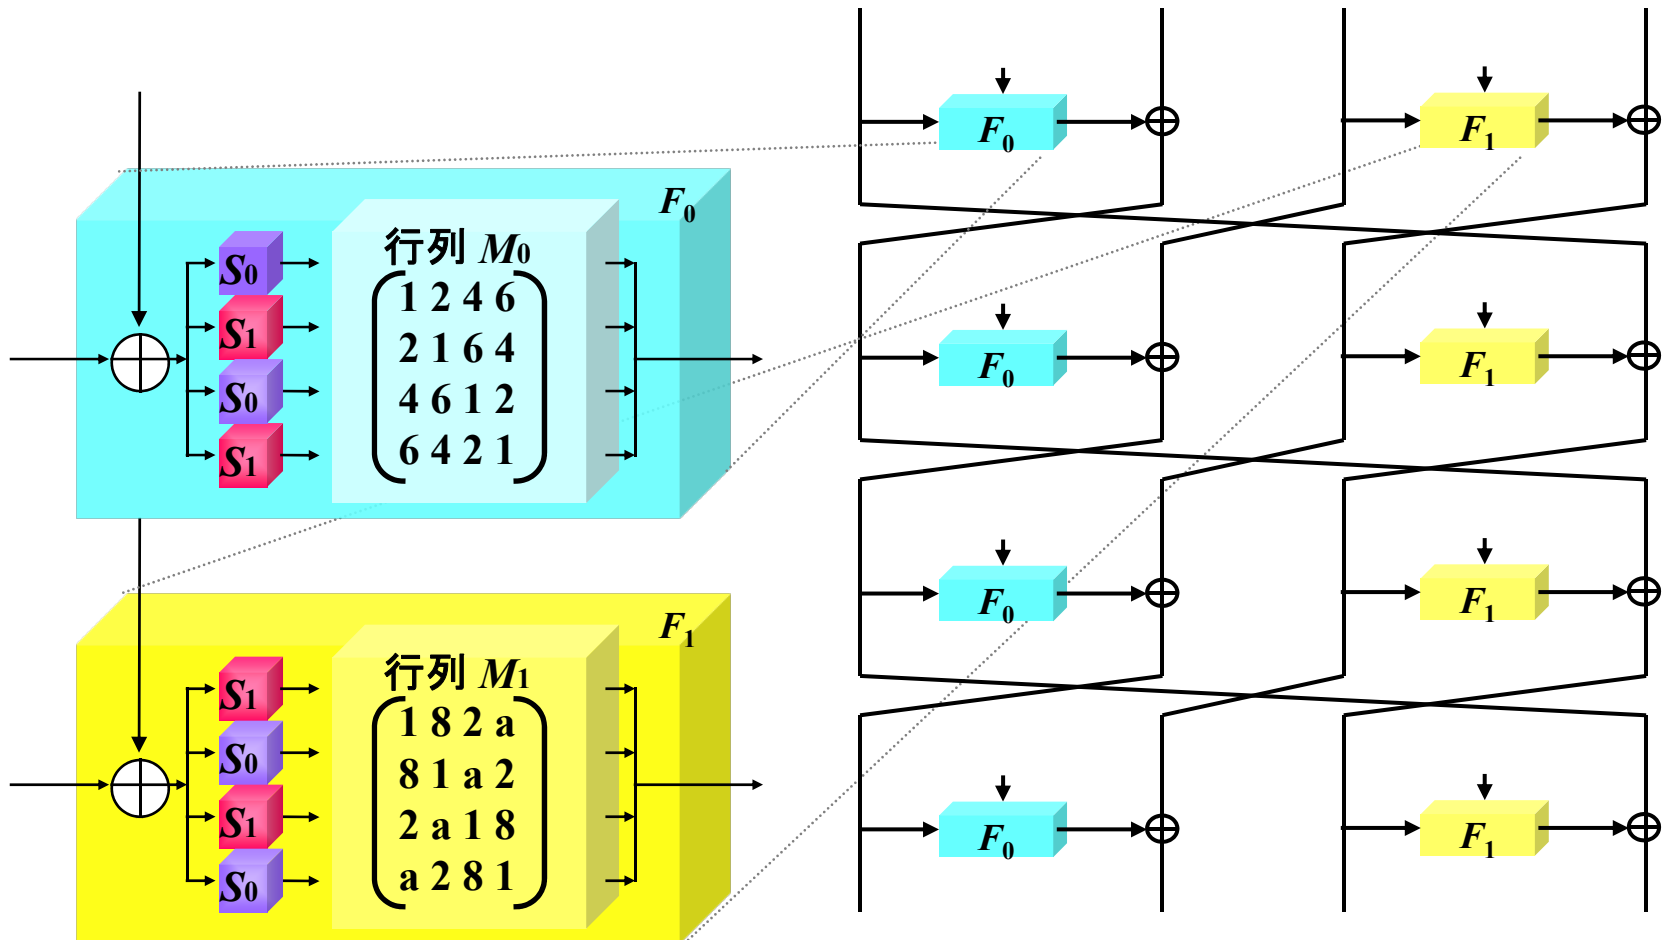 F0
行列 M0
S0
S1
S0
S1
1 2 4 6
2 1 6 4
4 6 1 2
6 4 2 1
F1
行列 M1
S1
S0
S1
S0
1 8 2 a
8 1 a 2
2 a 1 8
a 2 8 1
F0 F1
F0 F1
F0 F1
F0 F1